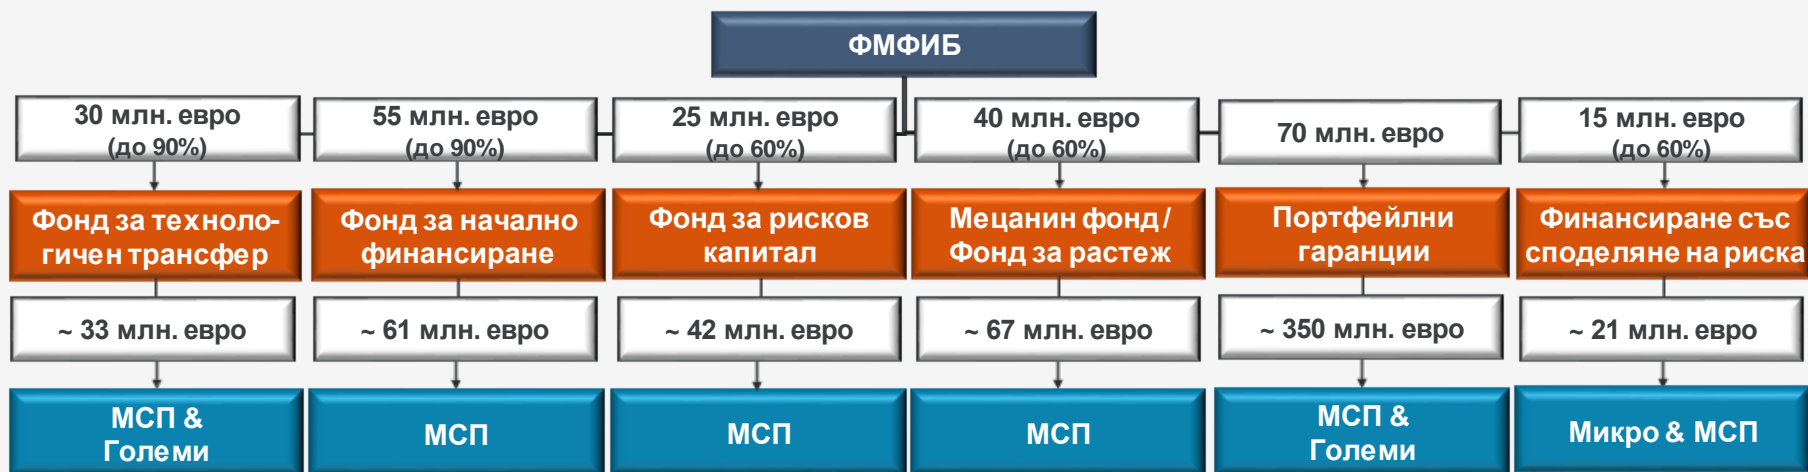 ФМФИБ
30 млн. евро
(до 90%)
55 млн. евро
(до 90%)
25 млн. евро
(до 60%)
40 млн. евро
(до 60%)
70 млн. евро
15 млн. евро
(до 60%)
Фонд за техноло-
гичен трансфер
Фонд за начално
финансиране
Фонд за рисков
капитал
Мецанин фонд /
Фонд за растеж
Портфейлни
гаранции
Финансиране със
споделяне на риска
~ 33 млн. евро
~ 61 млн. евро
~ 42 млн. евро
~ 67 млн. евро
~ 350 млн. евро
~ 21 млн. евро
МСП &
Големи
МСП
МСП
МСП
МСП &
Големи
Микро & МСП